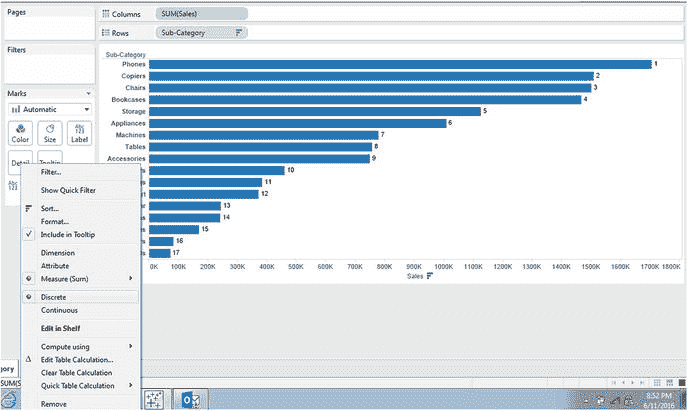 Pages
Columns SUM(Sales)
Rows Sub-Category
Filters
Marks
Automatic
Color Size Label
Abc
123
Detail Tooltip
Abc
123
Sub-Category
Phones 1
Copiers 2
Chairs 3
Bookcases 4
Storage 5
Appliances 6
Machines 7
Tables 8
Accessories 9
10
11
12
13
14
15
16
17
0K 100K 200K 300K 400K 500K 600K 700K 800K 900K 1000K 1100K 1200K 1300K 1400K 1500K 1600K 1700K 1800K
Sales
Filter...
Show Quick Filter
Sort...
Format...
Include in Tooltip
Dimension
Attribute
Measure (Sum)
Discrete
Continuous
Edit in Shelf
Compute using
Edit Table Calculation...
Clear Table Calculation
Quick Table Calculation
Remove
8:52 PM
6/11/2016